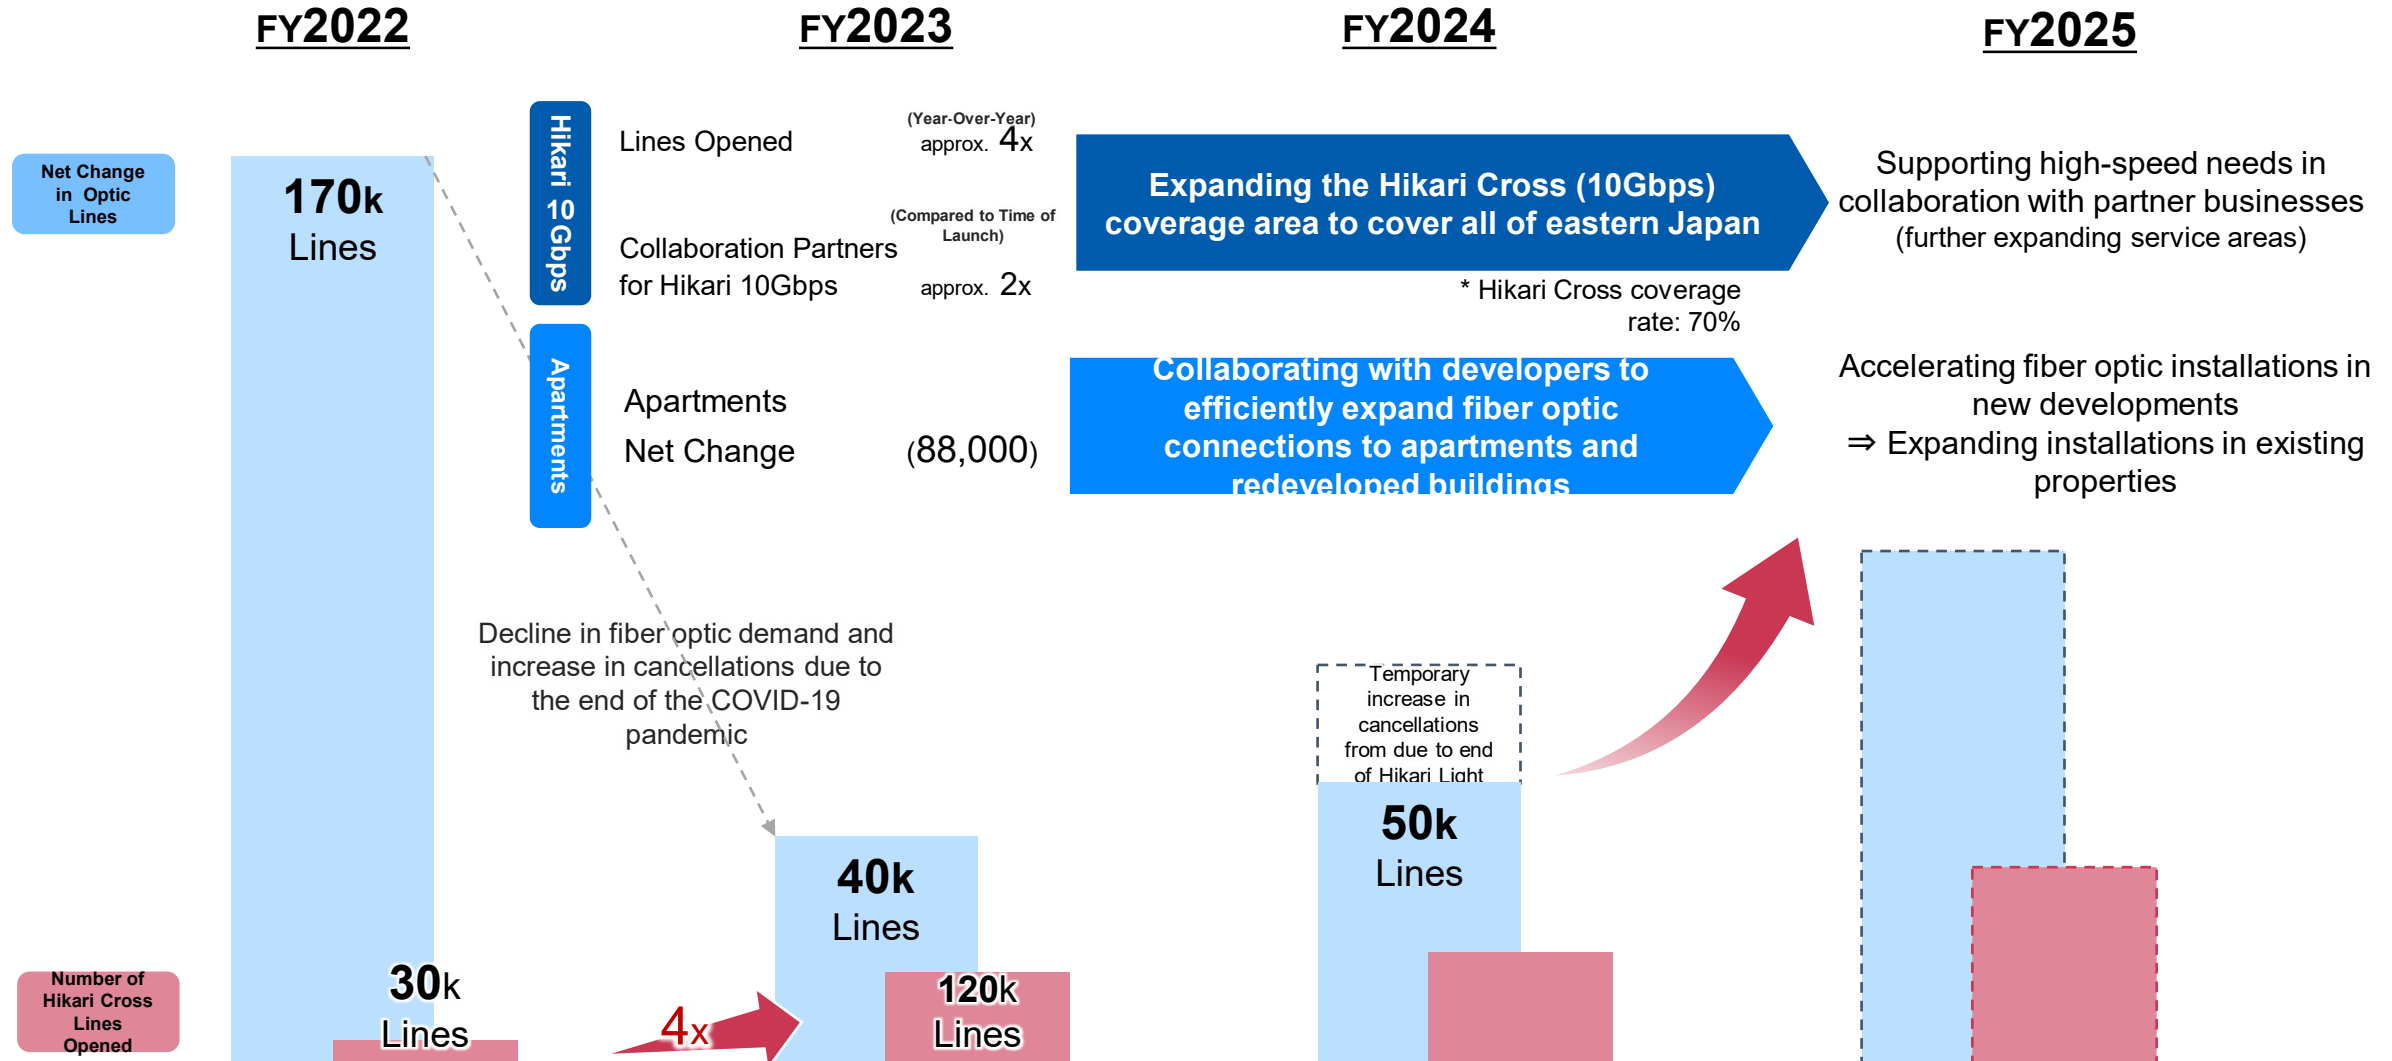 FY2022
FY2023
FY2024
FY2025
Net Change
in Optic
Lines
170k
Lines
Hikari 10Gbps
Lines Opened
(Year-Over-Year)
approx. 4x
Collaboration Partners
for Hikari 10Gbps
(Compared to Time of
Launch)
approx. 2x
Expanding the Hikari Cross (10Gbps)
coverage area to cover all of eastern Japan
* Hikari Cross coverage
rate: 70%
Supporting high-speed needs in
collaboration with partner businesses
(further expanding service areas)
Apartments
Apartments
Net Change
(88,000)
Collaborating with developers to
efficiently expand fiber optic
connections to apartments and
redeveloped buildings
Accelerating fiber optic installations in
new developments
⇒ Expanding installations in existing
properties
Decline in fiber optic demand and
increase in cancellations due to
the end of the COVID-19
pandemic
Temporary
increase in
cancellations
from due to end
of Hikari Light
50k
Lines
40k
Lines
Number of
Hikari Cross
Lines
Opened
30k
Lines
4x
120k
Lines